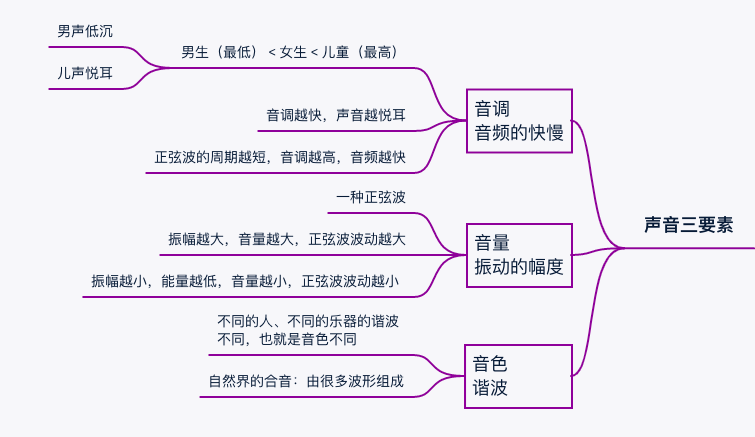 声音三要素
音调
音频的快慢
男生（最低）< 女生 < 儿童（最高）
男声低沉
儿声悦耳
音调越快，声音越悦耳
正弦波的周期越短，音调越高，音频越快
音量
振动的幅度
一种正弦波
振幅越大，音量越大，正弦波波动越大
振幅越小，能量越低，音量越小，正弦波波动越小
音色
谐波
不同的人、不同的乐器的谐波
不同，也就是音色不同
自然界的合音：由很多波形组成